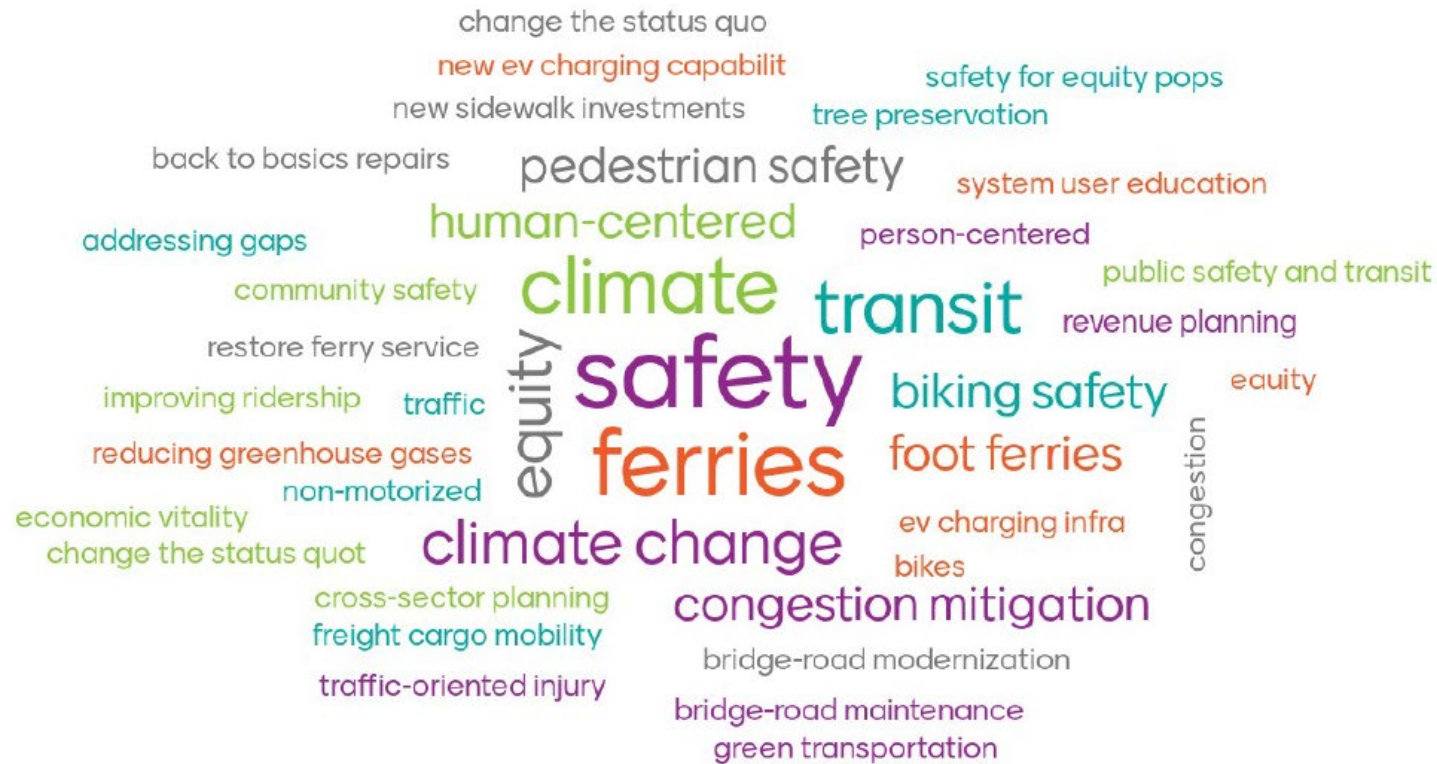 change the status quo
new ev charging capabilit
safety for equity pops
new sidewalk investments
tree preservation
back to basics repairs
pedestrian safety
system user education
human-centered
person-centered
addressing gaps
climate
public safety and transit
community safety
transit
revenue planning
restore ferry service
equity
safety
biking safety
eauity
improving ridership
traffic
congestion
reducing greenhouse gases
ferries
foot ferries
non-motorized
economic vitality
ev charging infra
change the status quot
climate change
bikes
cross-sector planning
congestion mitigation
freight cargo mobility
bridge-road modernization
traffic-oriented injury
bridge-road maintenance
green transportation